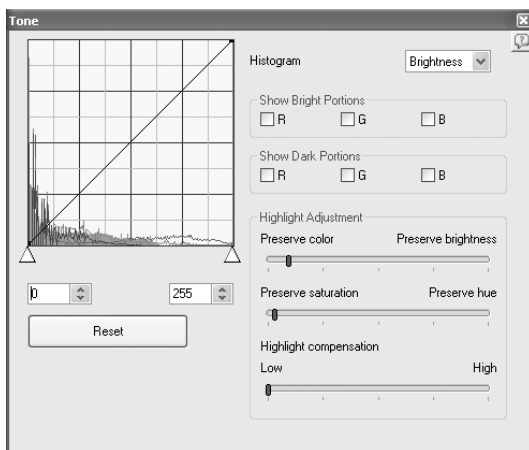 Tone
Histogram
Brightness
Show Bright Portions
R G B
Show Dark Portions
R G B
Highlight Adjustment
Preserve color Preserve brightness
0 255
Preserve saturation Preserve hue
Reset
Highlight compensation
Low High